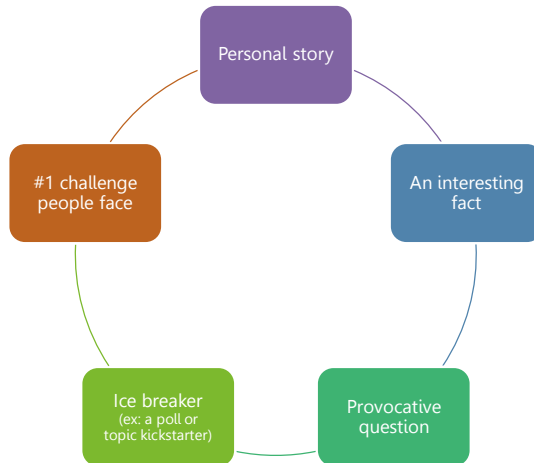 Personal story
An interesting
fact
Provocative
question
Ice breaker
(ex: a poll or
topic kickstarter)
#1 challenge
people face